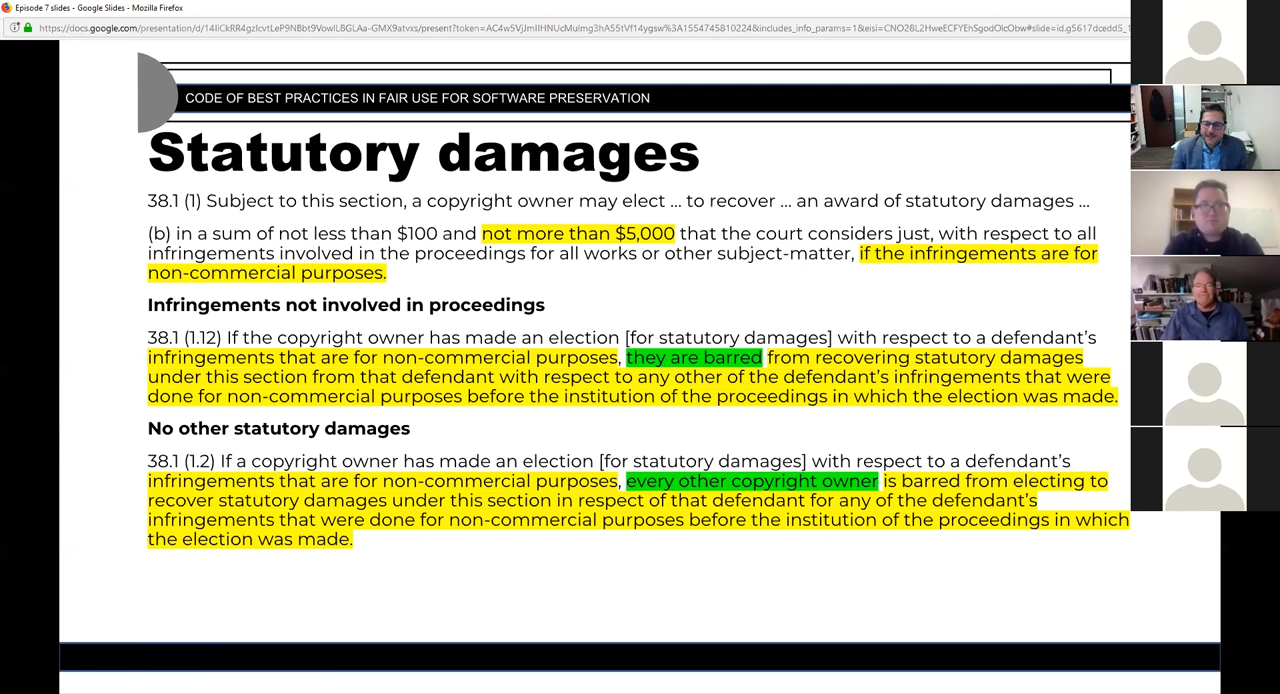 Episode 7 slides - Google Slides - Mozilla Firefox
CODE OF BEST PRACTICES IN FAIR USE FOR SOFTWARE PRESERVATION
Statutory damages
38.1 (1) Subject to this section, a copyright owner may elect ... to recover ... an award of statutory damages ...
(b) in a sum of not less than $100 and not more than $5,000 that the court considers just, with respect to all
infringements involved in the proceedings for all works or other subject-matter, if the infringements are for
non-commercial purposes.
Infringements not involved in proceedings
38.1 (1.12) If the copyright owner has made an election [for statutory damages] with respect to a defendant's
infringements that are for non-commercial purposes, they are barred from recovering statutory damages
under this section from that defendant with respect to any other of the defendant's infringements that were
done for non-commercial purposes before the institution of the proceedings in which the election was made.
No other statutory damages
38.1 (1.2) If a copyright owner has made an election [for statutory damages] with respect to a defendant's
infringements that are for non-commercial purposes, every other copyright owner is barred from electing to
recover statutory damages under this section in respect of that defendant for any of the defendant's
infringements that were done for non-commercial purposes before the institution of the proceedings in which
the election was made.